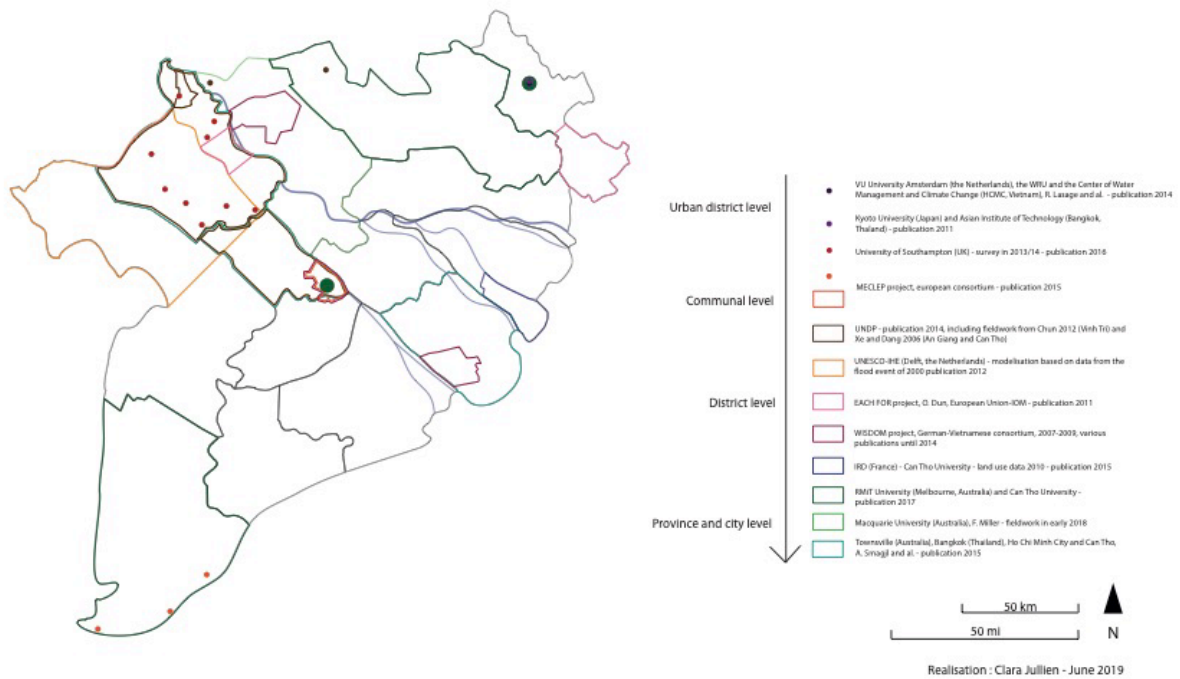 Urban district level
Communal level
District level
Province and city level
VU University Amsterdam (the Netherlands), the WRU and the Center of Water
Management and Climate Change (HCMC, Vietnam), R. Lasage and al. - publication 2014
Kyoto University (Japan) and Asian Institute of Technology (Bangkok,
Thailand) - publication 2011
University of Southampton (UK) - survey in 2013/14 - publication 2016
MECLEP project, european consortium - publication 2015
UNDP - publication 2014, including fieldwork from Chun 2012 (Vinh Tri) and
Xe and Dang 2006 (An Giang and Can Tho)
UNESCO-IHE (Delft, the Netherlands) - modelisation based on data from the
flood event of 2000 publication 2012
EACH FOR project, O. Dun, European Union-IOM - publication 2011
WISDOM project, German-Vietnamese consortium, 2007-2009, various
publications until 2014
IRD (France) - Can Tho University - land use data 2010 - publication 2015
RMiT University (Melbourne, Australia) and Can Tho University -
publication 2017
Macquarie University (Australia), F. Miller - fieldwork in early 2018
Townsville (Australia), Bangkok (Thailand), Ho Chi Minh City and Can Tho,
A. Smagjl and al. - publication 2015
50 km
50 mi
N
Realisation : Clara Jullien - June 2019